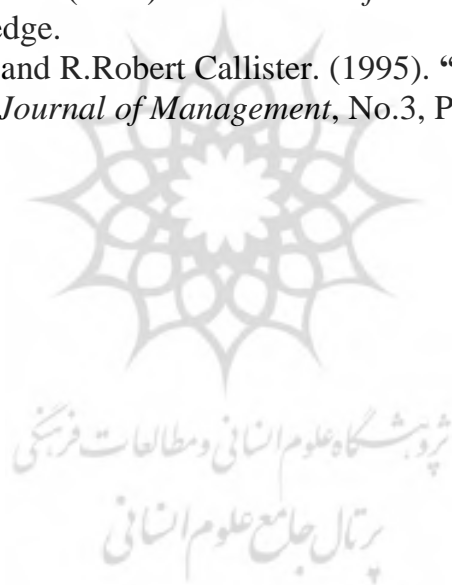 edge.
and R.Robert Callister. (1995). “
Journal of Management, No.3, P
پژوهشگاه علوم انسانی و مطالعات فرهنگی
پرتال جامع علوم انسانی